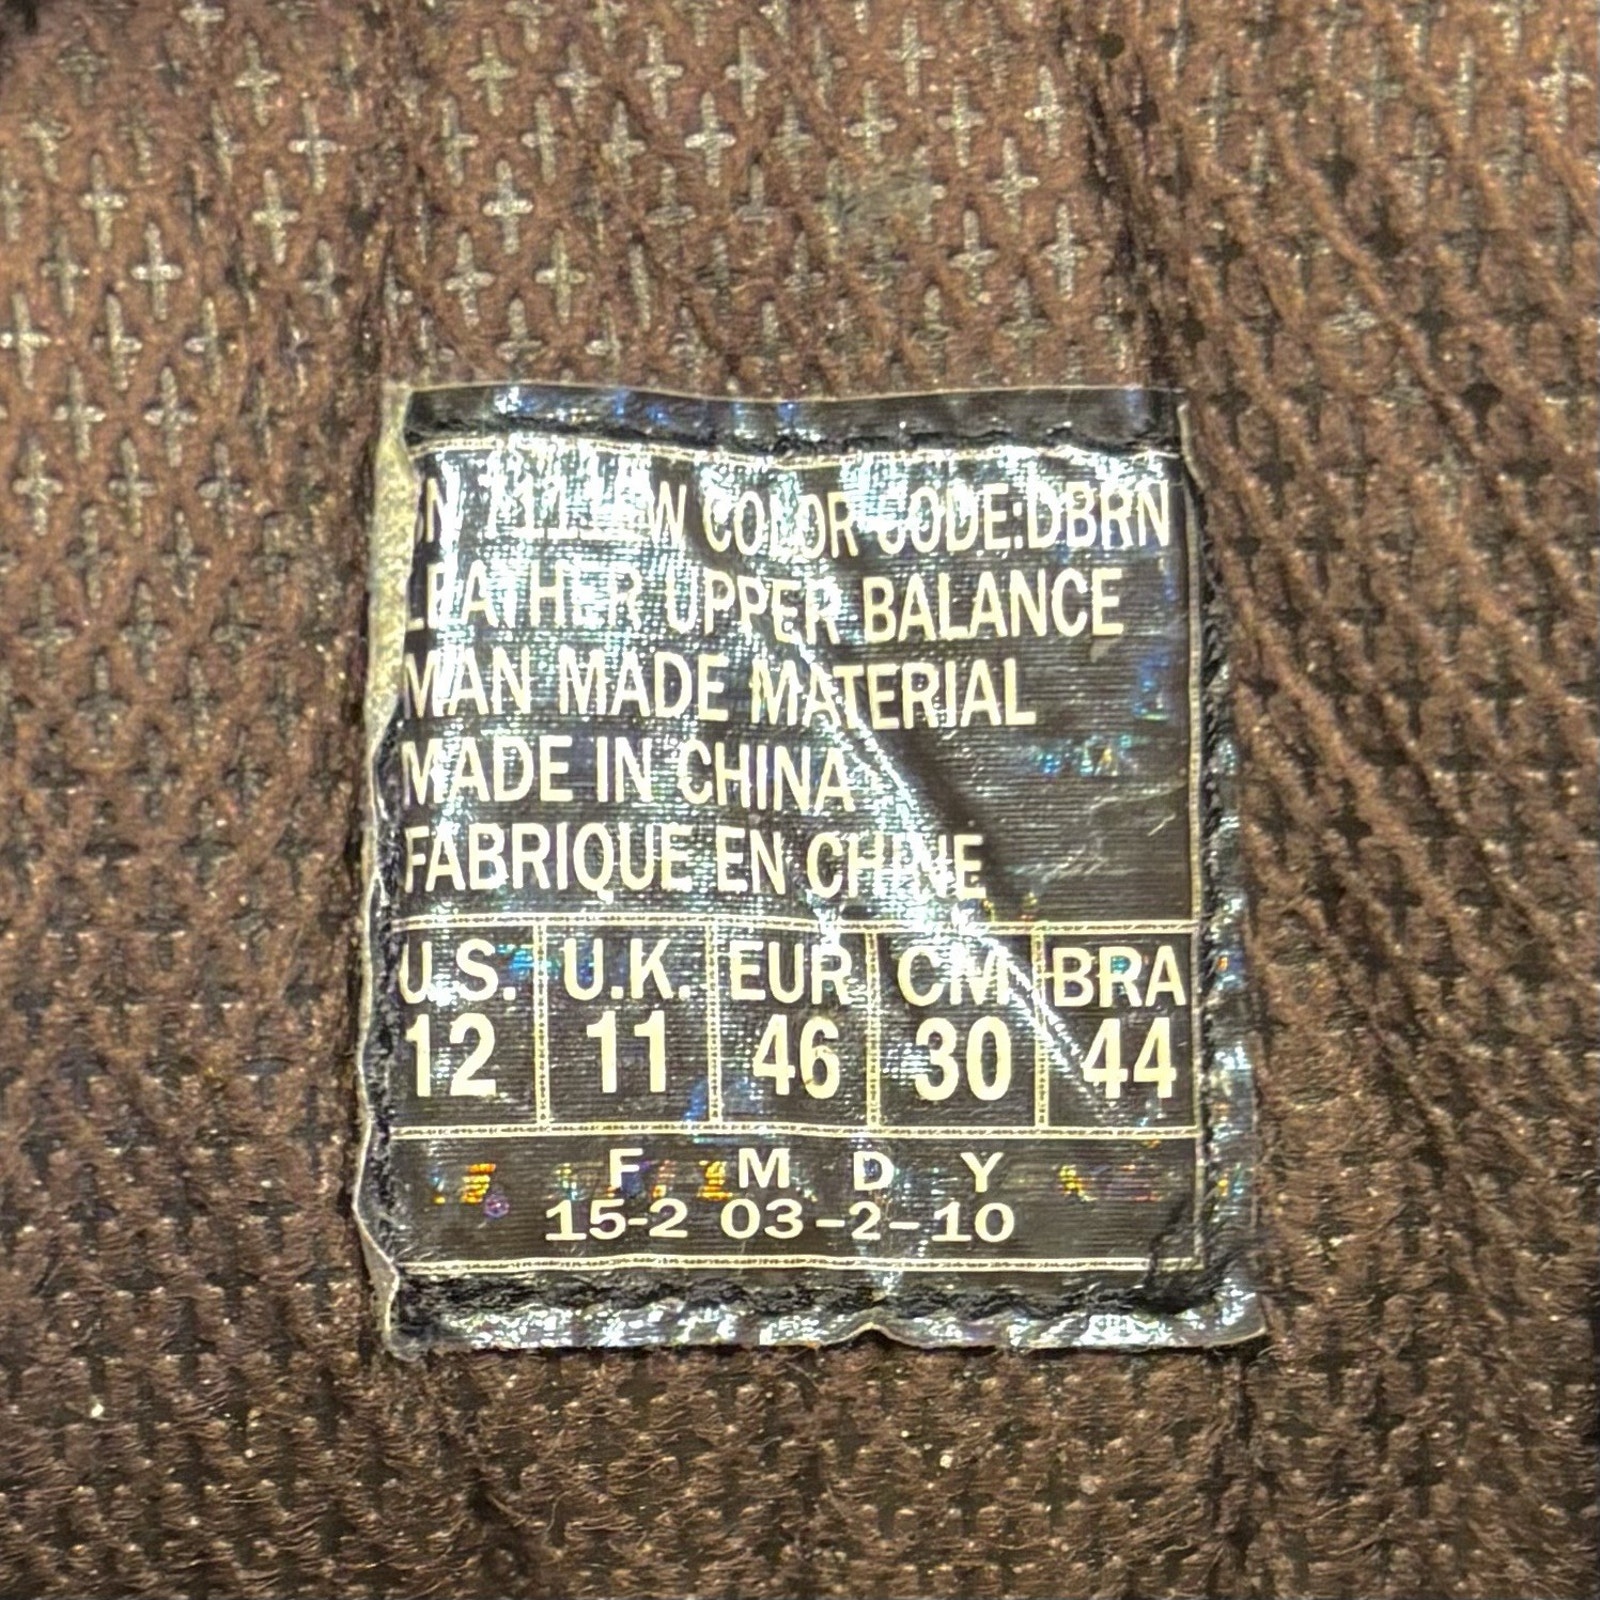 COLOR CODE:DBRN
LEATHER UPPER BALANCE
MAN MADE MATERIAL
MADE IN CHINA
FABRIQUE EN CHINE
U.S. U.K. EUR CM BRA
12 11 46 30 44
F M D Y
15-2 03-2-10